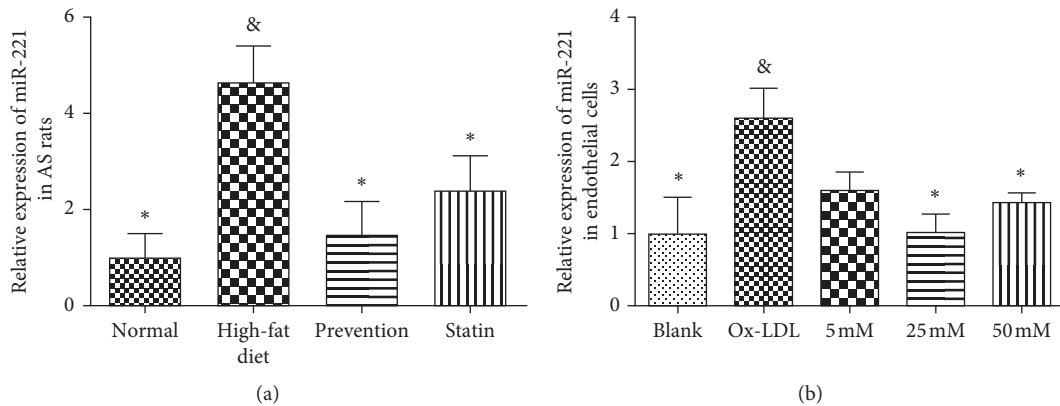 Relative expression of miR-221
in AS rats
6
4
2
0
*
&
*
*
Normal
High-fat
diet
Prevention
Statin
(a)
Relative expression of miR-221
in endothelial cells
4
3
2
1
0
*
&
*
*
Blank
Ox-LDL
5 mM
25 mM
50 mM
(b)